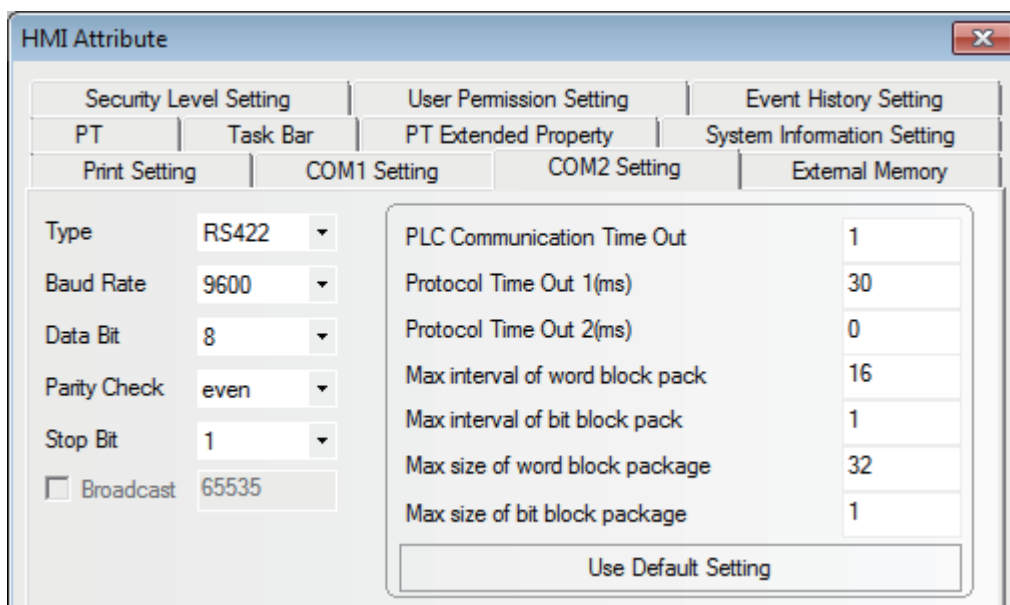 HMI Attribute
Security Level Setting User Permission Setting Event History Setting
PT Task Bar PT Extended Property System Information Setting
Print Setting COM1 Setting COM2 Setting External Memory
Type RS422
Baud Rate 9600
Data Bit 8
Parity Check even
Stop Bit 1
Broadcast 65535
PLC Communication Time Out 1
Protocol Time Out 1(ms) 30
Protocol Time Out 2(ms) 0
Max interval of word block pack 16
Max interval of bit block pack 1
Max size of word block package 32
Max size of bit block package 1
Use Default Setting